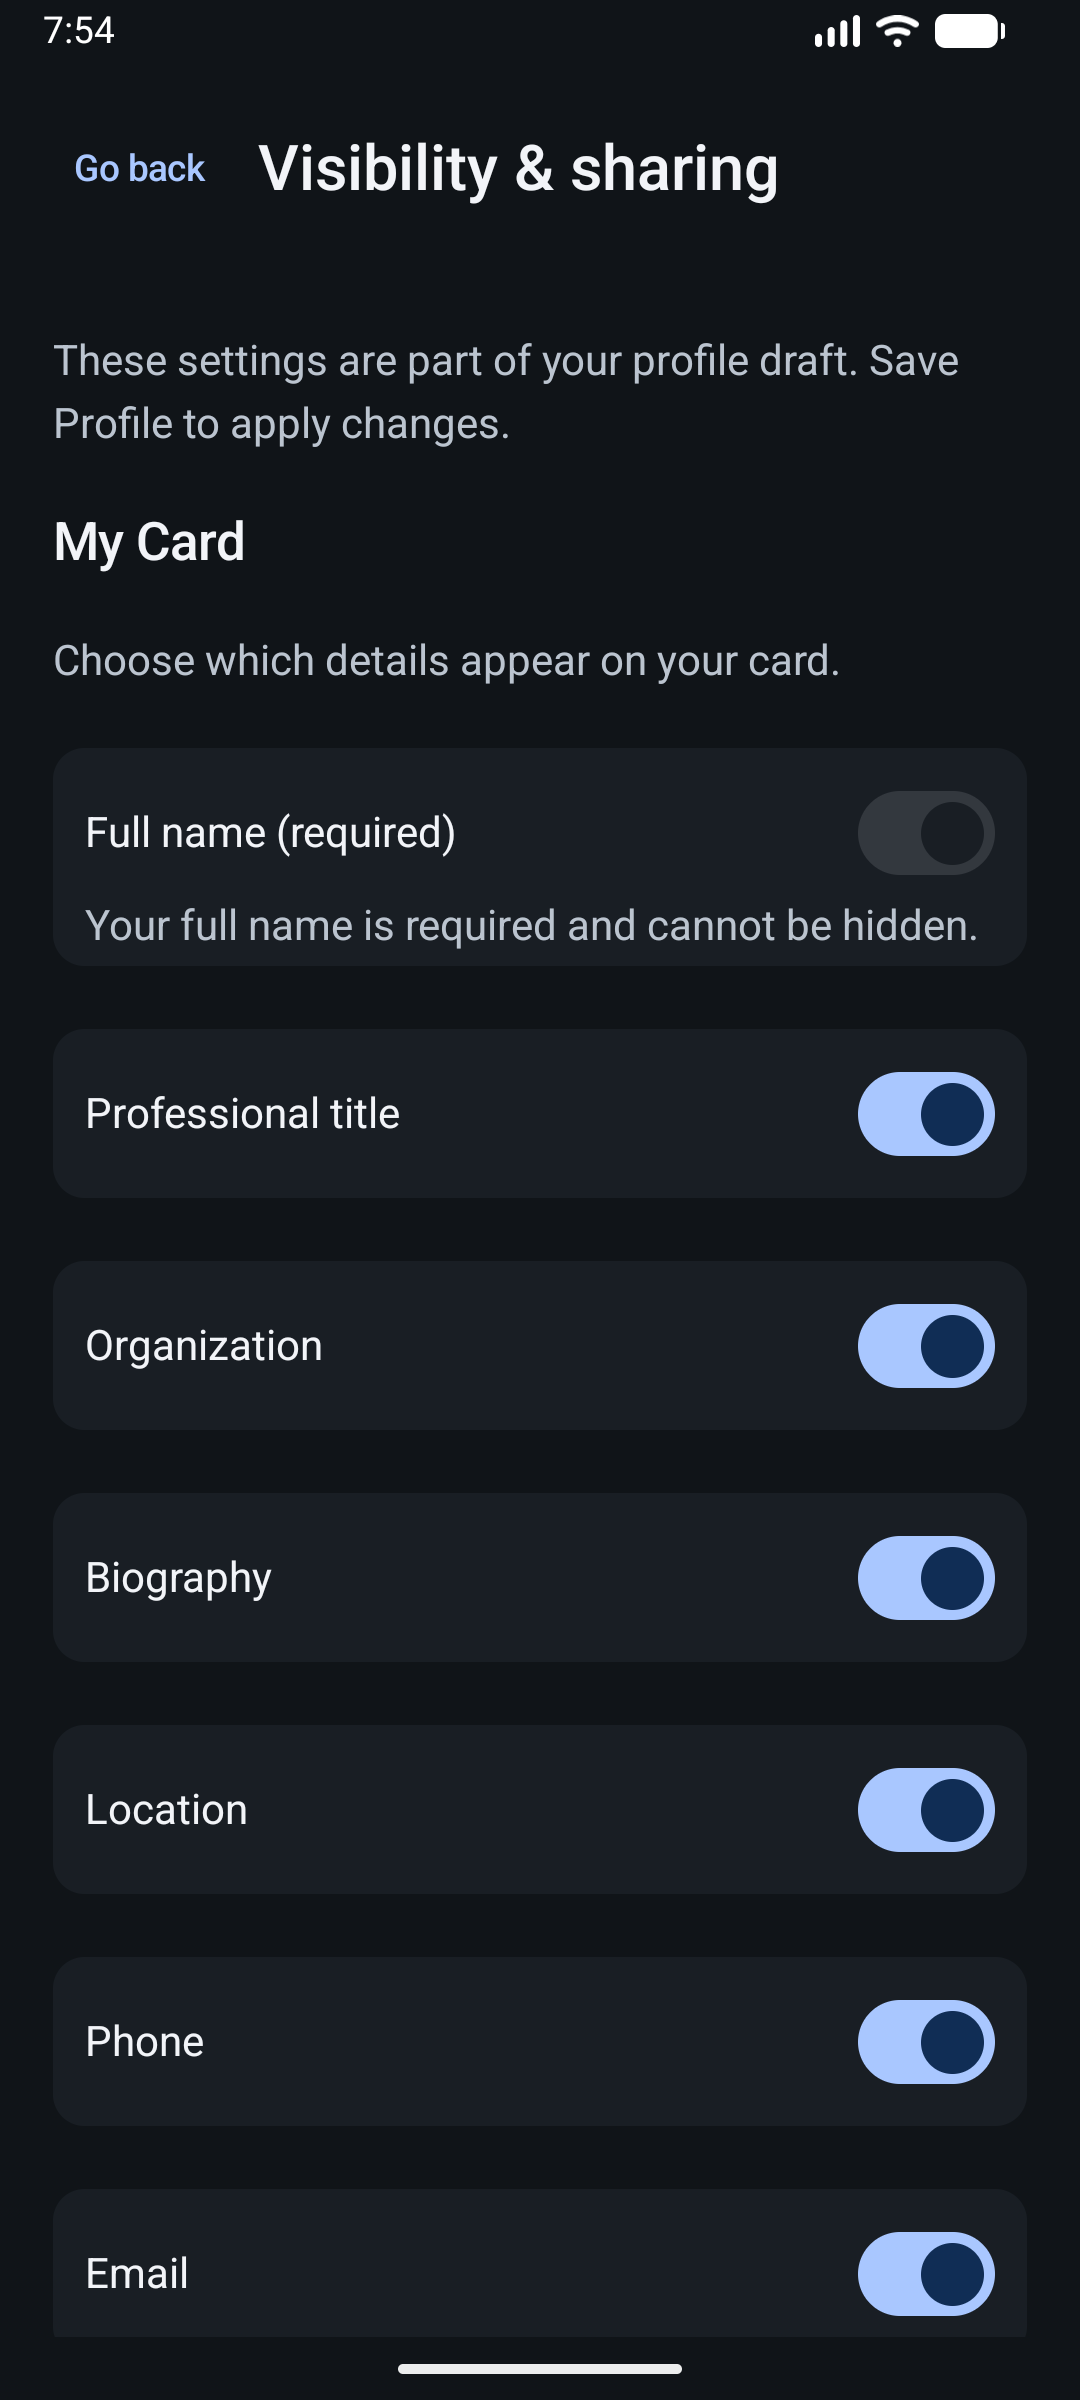 7:54
Go back
Visibility & sharing
These settings are part of your profile draft. Save
Profile to apply changes.
My Card
Choose which details appear on your card.
Full name (required)
Your full name is required and cannot be hidden.
Professional title
Organization
Biography
Location
Phone
Email